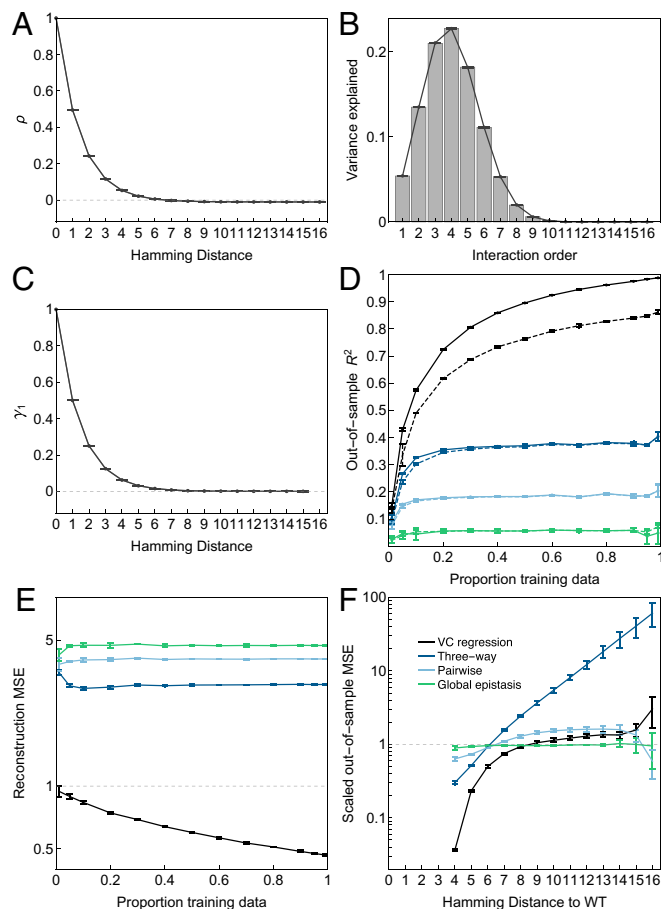 A
1
0.8
0.6
0.4
0.2
0
ρ
0 1 2 3 4 5 6 7 8 9 10 11 12 13 14 15 16
Hamming Distance
B
0.2
0.1
0
Variance explained
1 2 3 4 5 6 7 8 9 10 11 12 13 14 15 16
Interaction order
C
1
0.8
0.6
0.4
0.2
0
γ1
0 1 2 3 4 5 6 7 8 9 10 11 12 13 14 15 16
Hamming Distance
D
1
0.9
0.8
0.7
0.6
0.5
0.4
0.3
0.2
0.1
Out−of−sample R2
0 0.2 0.4 0.6 0.8 1
Proportion training data
E
5
1
0.5
Reconstruction MSE
0 0.2 0.4 0.6 0.8 1
Proportion training data
F
100
10
1
0.1
Scaled out−of−sample MSE
VC regression
Three−way
Pairwise
Global epistasis
0 1 2 3 4 5 6 7 8 9 10 11 12 13 14 15 16
Hamming Distance to WT